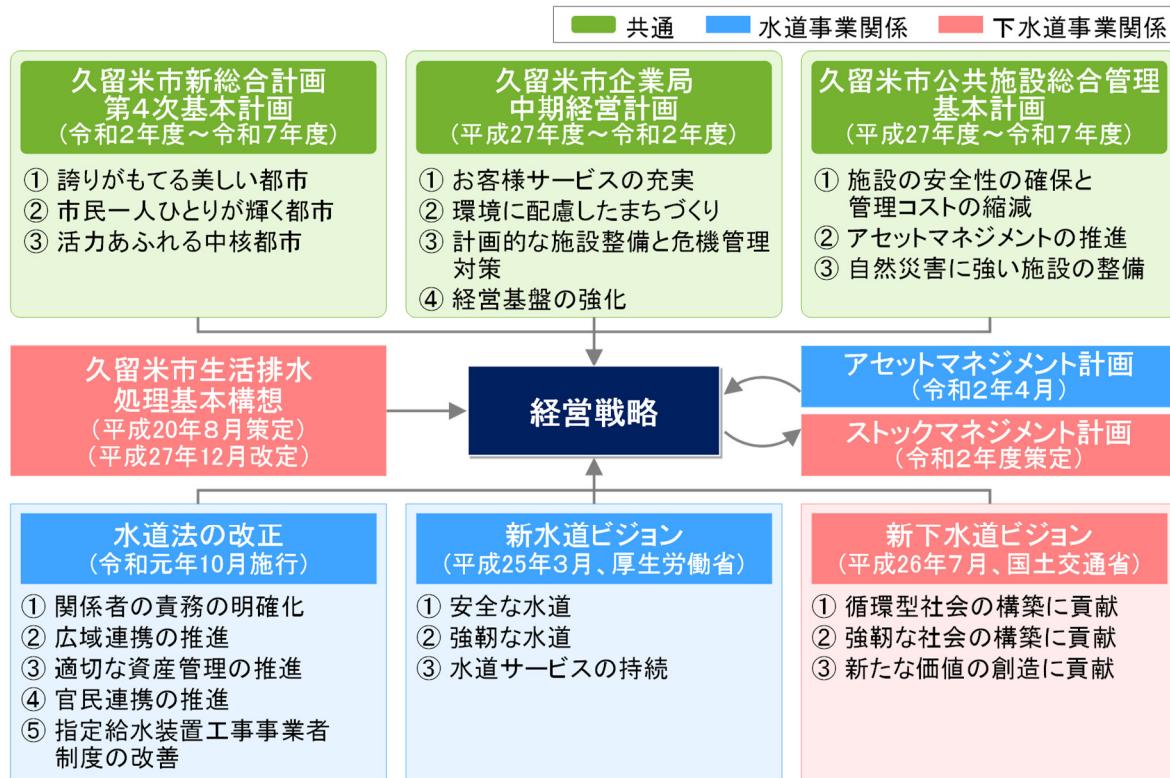 共通
水道事業関係
下水道事業関係
久留米市新総合計画
第4次基本計画
(令和2年度~令和7年度)
① 誇りがもてる美しい都市
② 市民一人ひとりが輝く都市
③ 活力あふれる中核都市
久留米市企業局
中期経営計画
(平成27年度~令和2年度)
① お客様サービスの充実
② 環境に配慮したまちづくり
③ 計画的な施設整備と危機管理
対策
④ 経営基盤の強化
久留米市公共施設総合管理
基本計画
(平成27年度~令和7年度)
① 施設の安全性の確保と
管理コストの縮減
② アセットマネジメントの推進
③ 自然災害に強い施設の整備
久留米市生活排水
処理基本構想
(平成20年8月策定)
(平成27年12月改定)
経営戦略
アセットマネジメント計画
(令和2年4月)
ストックマネジメント計画
(令和2年度策定)
水道法の改正
(令和元年10月施行)
① 関係者の責務の明確化
② 広域連携の推進
③ 適切な資産管理の推進
④ 官民連携の推進
⑤ 指定給水装置工事事業者
制度の改善
新水道ビジョン
(平成25年3月、厚生労働省)
① 安全な水道
② 強靭な水道
③ 水道サービスの持続
新下水道ビジョン
(平成26年7月、国土交通省)
① 循環型社会の構築に貢献
② 強靭な社会の構築に貢献
③ 新たな価値の創造に貢献